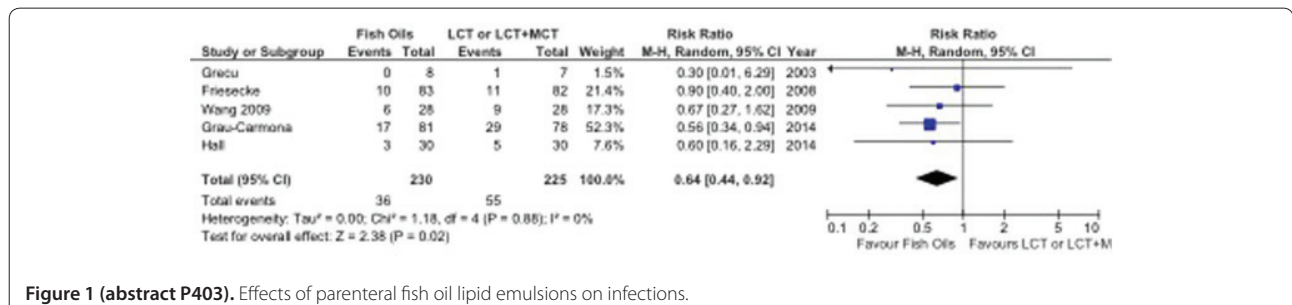 Fish Oils LCT or LCT+MCT Risk Ratio Risk Ratio
Study or Subgroup Events Total Events Total Weight M-H, Random, 95% CI Year M-H, Random, 95% CI
Grecu 0 8 1 7 1.5% 0.30 [0.01, 6.29] 2003
Friesecke 10 83 11 82 21.4% 0.90 [0.40, 2.00] 2008
Wang 2009 6 28 9 28 17.3% 0.67 [0.27, 1.62] 2009
Grau-Carmona 17 81 29 78 52.3% 0.56 [0.34, 0.94] 2014
Hall 3 30 5 30 7.6% 0.60 [0.16, 2.29] 2014
Total (95% CI) 230 225 100.0% 0.64 [0.44, 0.92]
Total events 36 55
Heterogeneity: Tau² = 0.00; Chi² = 1.18, df = 4 (P = 0.88); I² = 0%
Test for overall effect: Z = 2.38 (P = 0.02)
0.1 0.2 0.5 1 2 5 10
Favour Fish Oils Favours LCT or LCT+M
Figure 1 (abstract P403). Effects of parenteral fish oil lipid emulsions on infections.